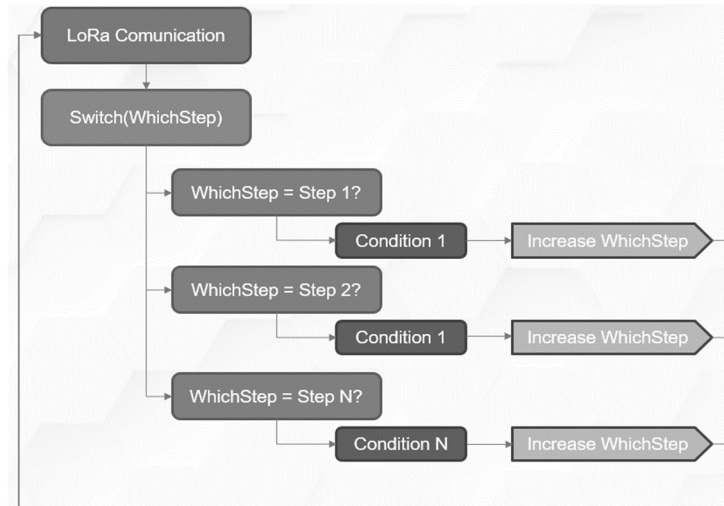 LoRa Comunication
Switch(WhichStep)
WhichStep = Step 1?
Condition 1
Increase WhichStep
WhichStep = Step 2?
Condition 1
Increase WhichStep
WhichStep = Step N?
Condition N
Increase WhichStep